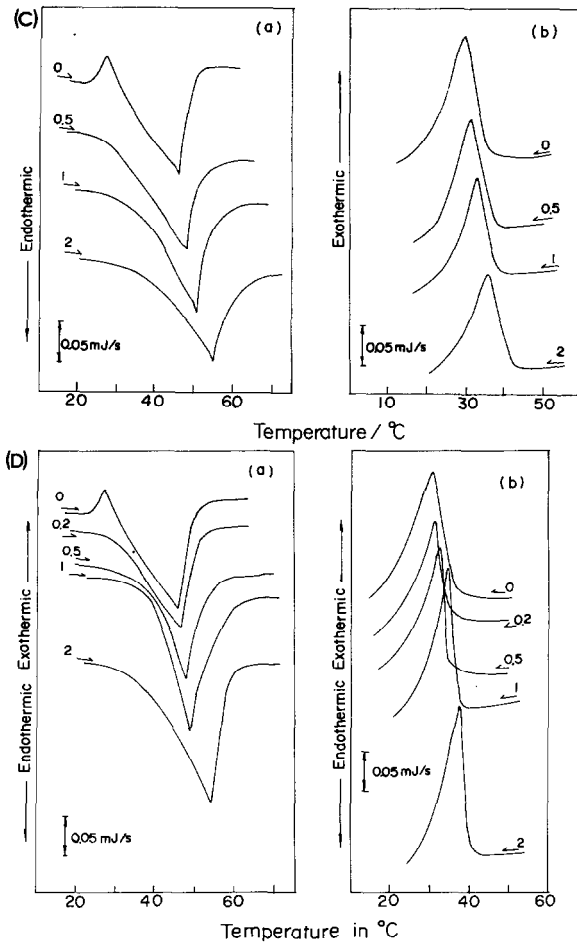 (C)
(a)
0
0,5
1
2
Endothermic
0.05 mJ/s
20 40 60
(b)
0
0,5
1
2
Exothermic
0.05 mJ/s
10 30 50
Temperature / °C
(D)
(a)
0
0,2
0,5
1
2
Endothermic Exothermic
0.05 mJ/s
20 40 60
(b)
0
0,2
0,5
1
2
Endothermic Exothermic
0.05 mJ/s
20 40 60
Temperature in °C